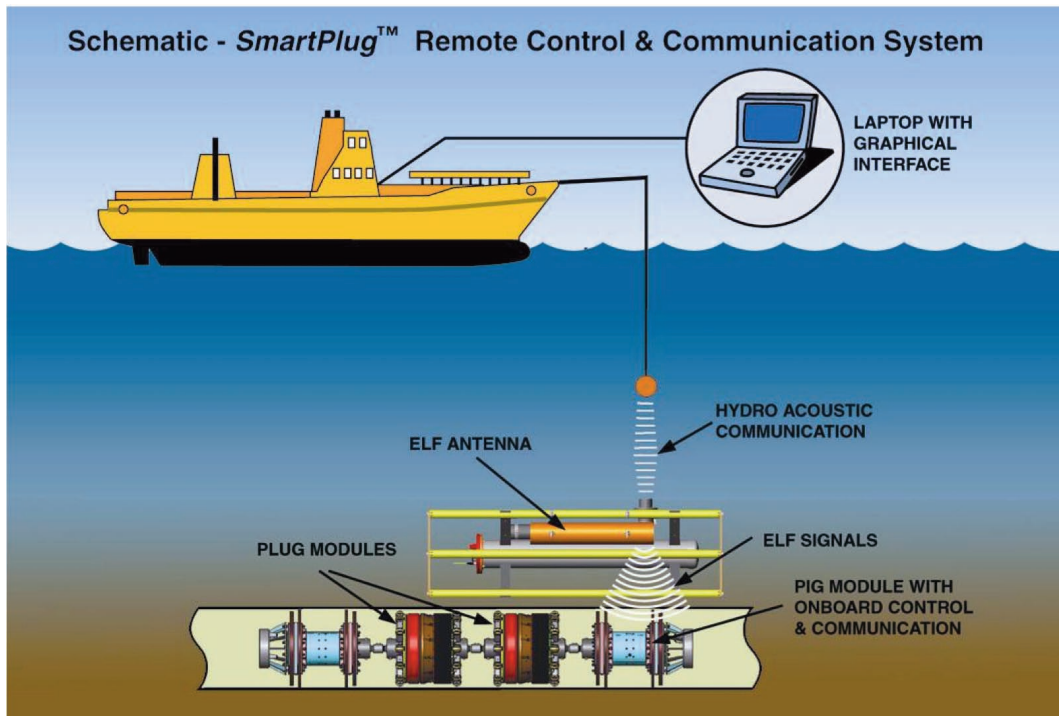 Schematic - SmartPlug™ Remote Control & Communication System
LAPTOP WITH
GRAPHICAL
INTERFACE
HYDRO ACOUSTIC
COMMUNICATION
ELF ANTENNA
PLUG MODULES
ELF SIGNALS
PIG MODULE WITH
ONBOARD CONTROL
& COMMUNICATION